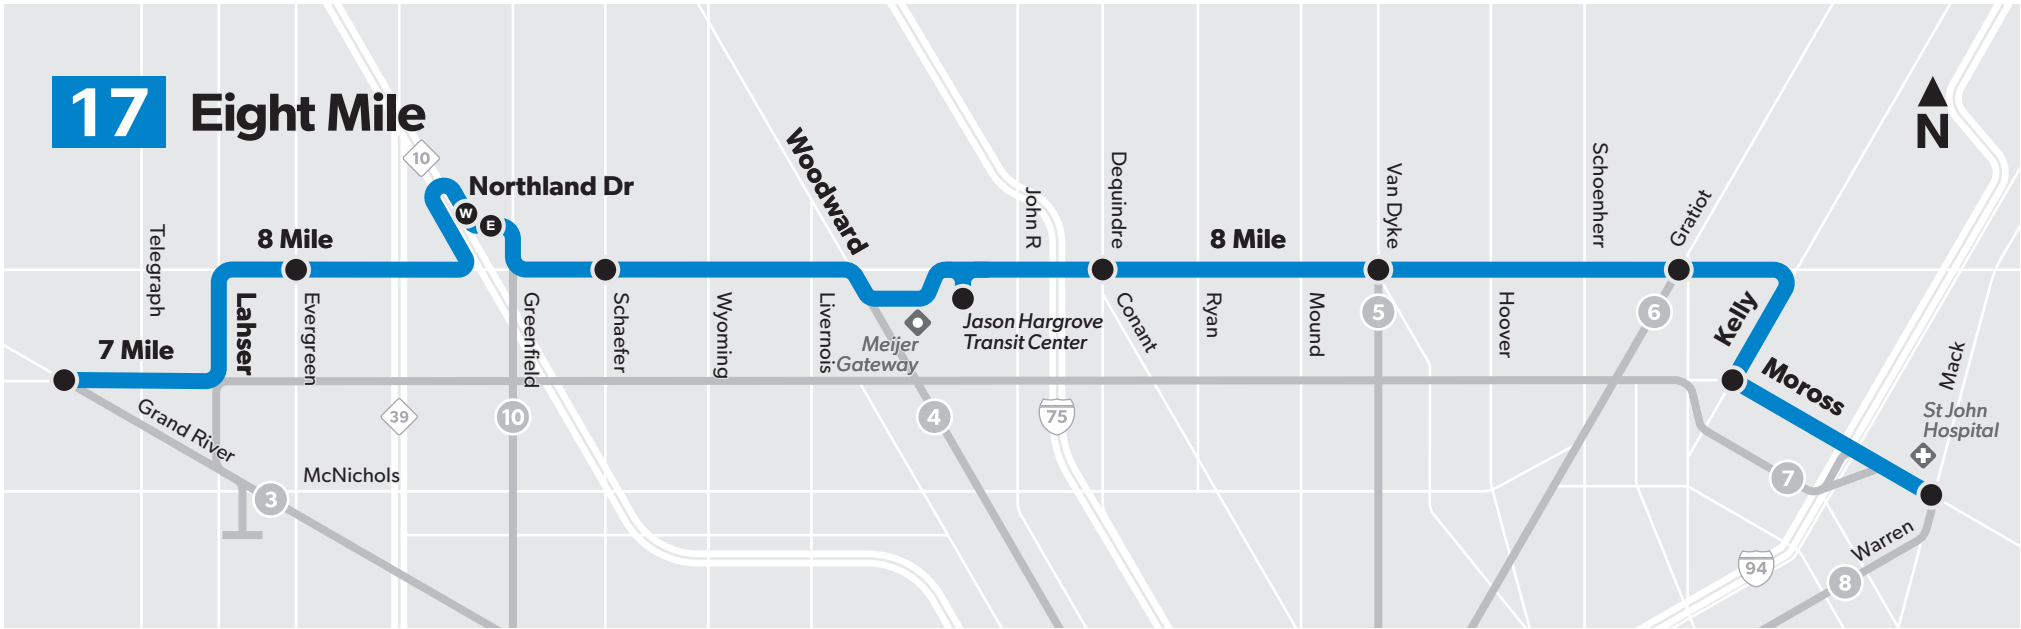 17 Eight Mile
N
10
Northland Dr
W
E
Woodward
Telegraph
8 Mile
Lahser
7 Mile
Evergreen
Greenfield
Schaefer
Wyoming
Livernois
Meijer
Gateway
Jason Hargrove
Transit Center
John R
Dequindre
Conant
8 Mile
Ryan
Mound
Van Dyke
5
Hoover
Schoenherr
Gratiot
6
Kelly
Moross
Mack
St John
Hospital
Grand River
39
10
4
75
McNichols
3
7
Warren
94
8